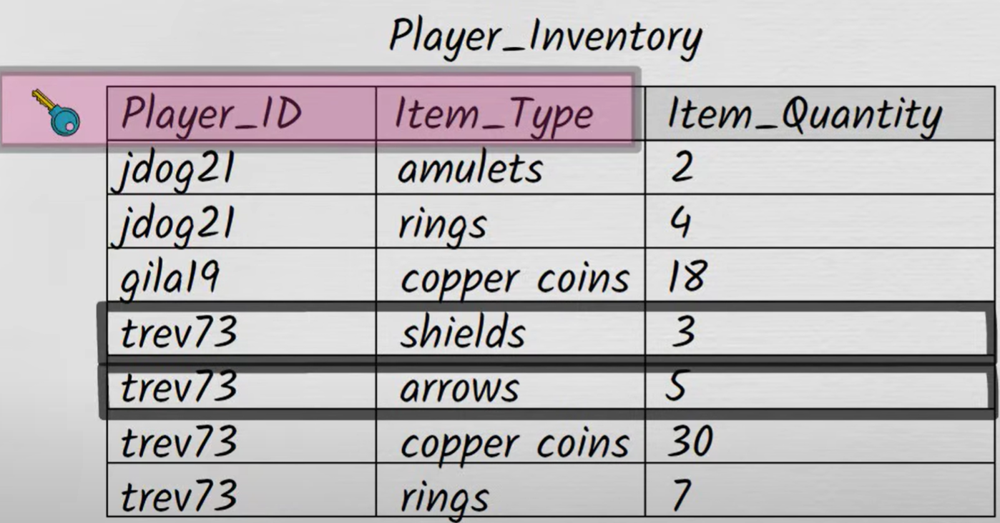 Player_Inventory
Player_ID Item_Type Item_Quantity
jdog21 amulets 2
jdog21 rings 4
gila19 copper coins 18
trev73 shields 3
trev73 arrows 5
trev73 copper coins 30
trev73 rings 7